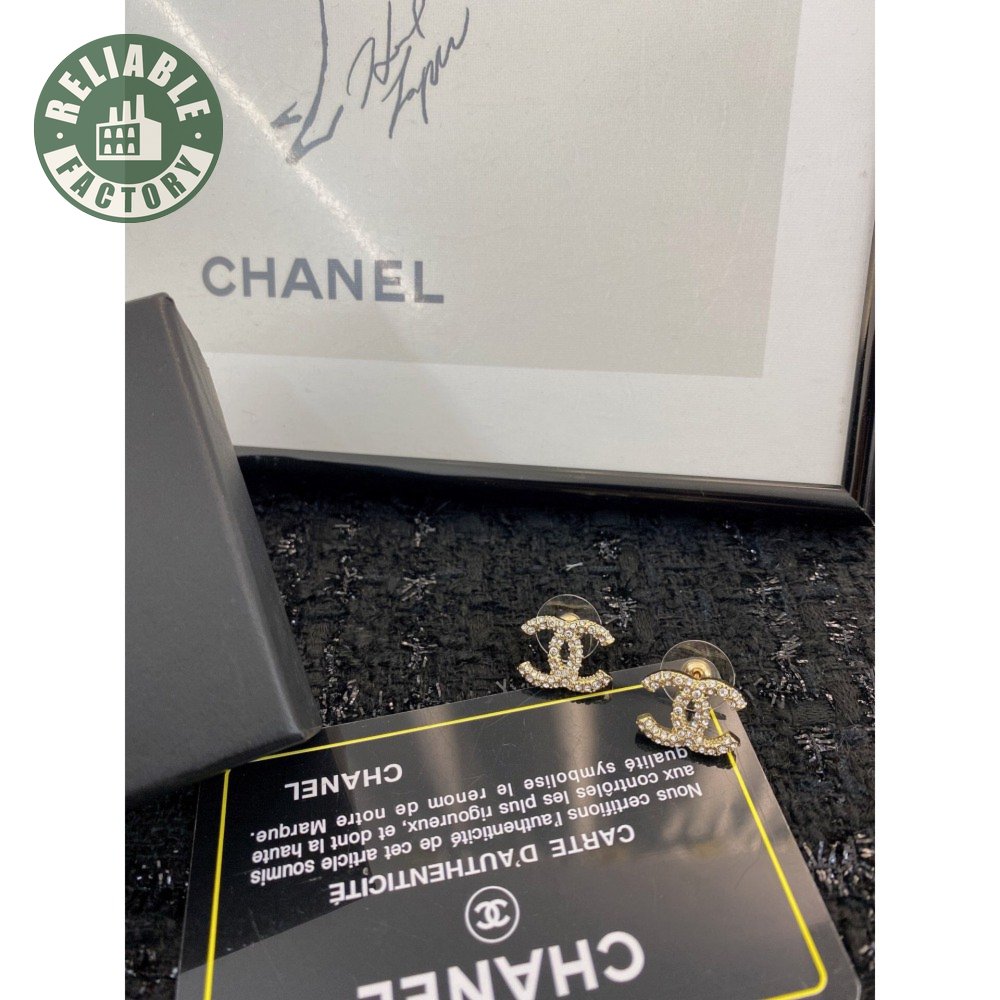 RELIABLE
FACTORY
CHANEL
CHANEL
CARTE D'AUTHENTICITÉ
Nous certifions l'authenticité de cet article soumis
aux contrôles les plus rigoureux, et dont la haute
qualité symbolise le renom de notre Marque.
CHANEL